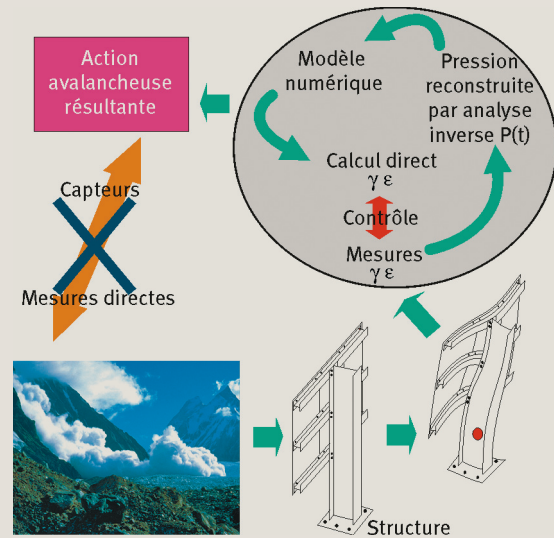 Action
avalancheuse
résultante
Modèle
numérique
Pression
reconstruite
par analyse
inverse P(t)
Calcul direct
γ ε
Contrôle
Mesures
γ ε
Capteurs
Mesures directes
Structure